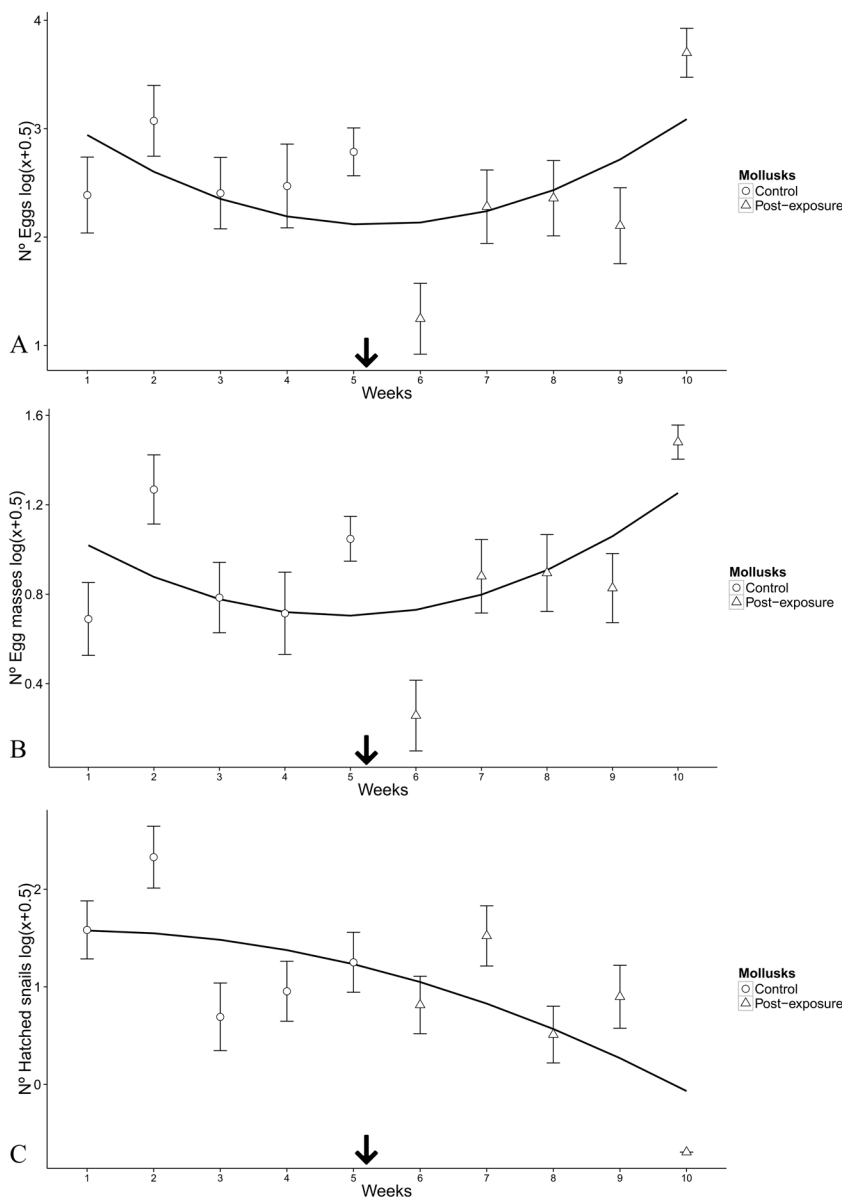 4
3
2
1
Nº Eggs log(x+0.5)
A
1 2 3 4 5 6 7 8 9 10
Weeks
Mollusks
Control
Post−exposure
1.6
1.2
0.8
0.4
Nº Egg masses log(x+0.5)
B
1 2 3 4 5 6 7 8 9 10
Weeks
Mollusks
Control
Post−exposure
2
1
0
Nº Hatched snails log(x+0.5)
C
1 2 3 4 5 6 7 8 9 10
Weeks
Mollusks
Control
Post−exposure